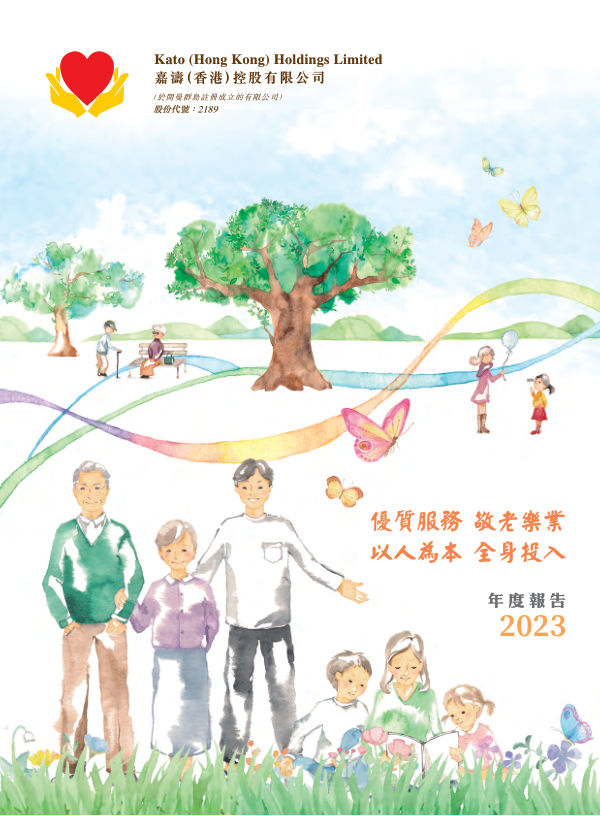 Kato (Hong Kong) Holdings Limited
嘉濤(香港)控股有限公司
(於開曼群島註冊成立的有限公司)
股份代號：2189
優質服務 敬老樂業
以人為本 全身投入
年度報告
2023